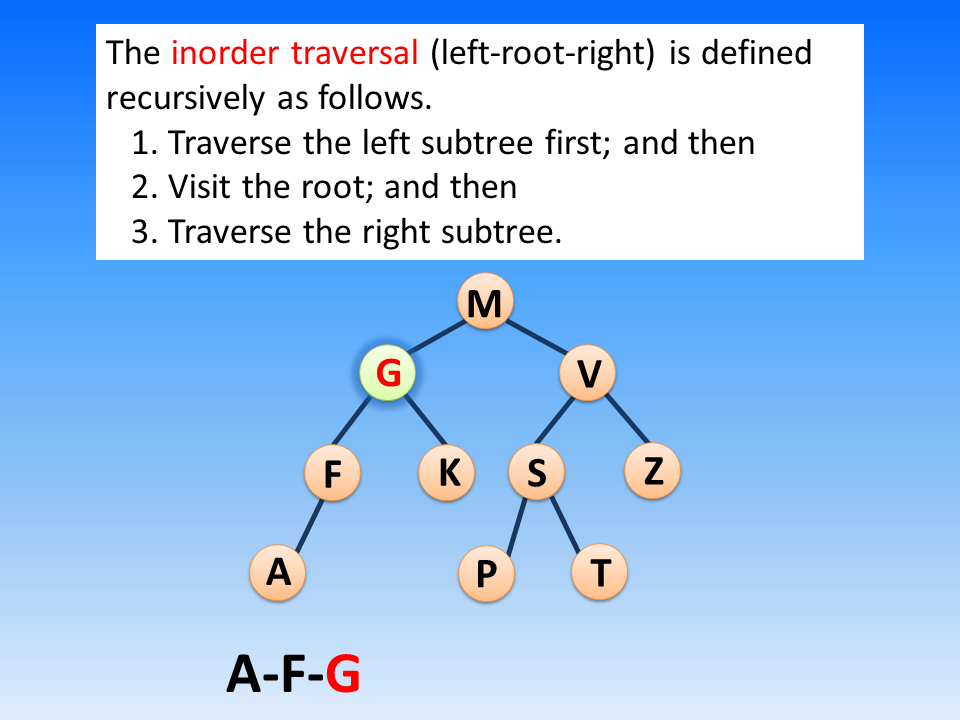 The inorder traversal (left-root-right) is defined
recursively as follows.
1. Traverse the left subtree first; and then
2. Visit the root; and then
3. Traverse the right subtree.
M
G V
F K S Z
A P T
A-F-G